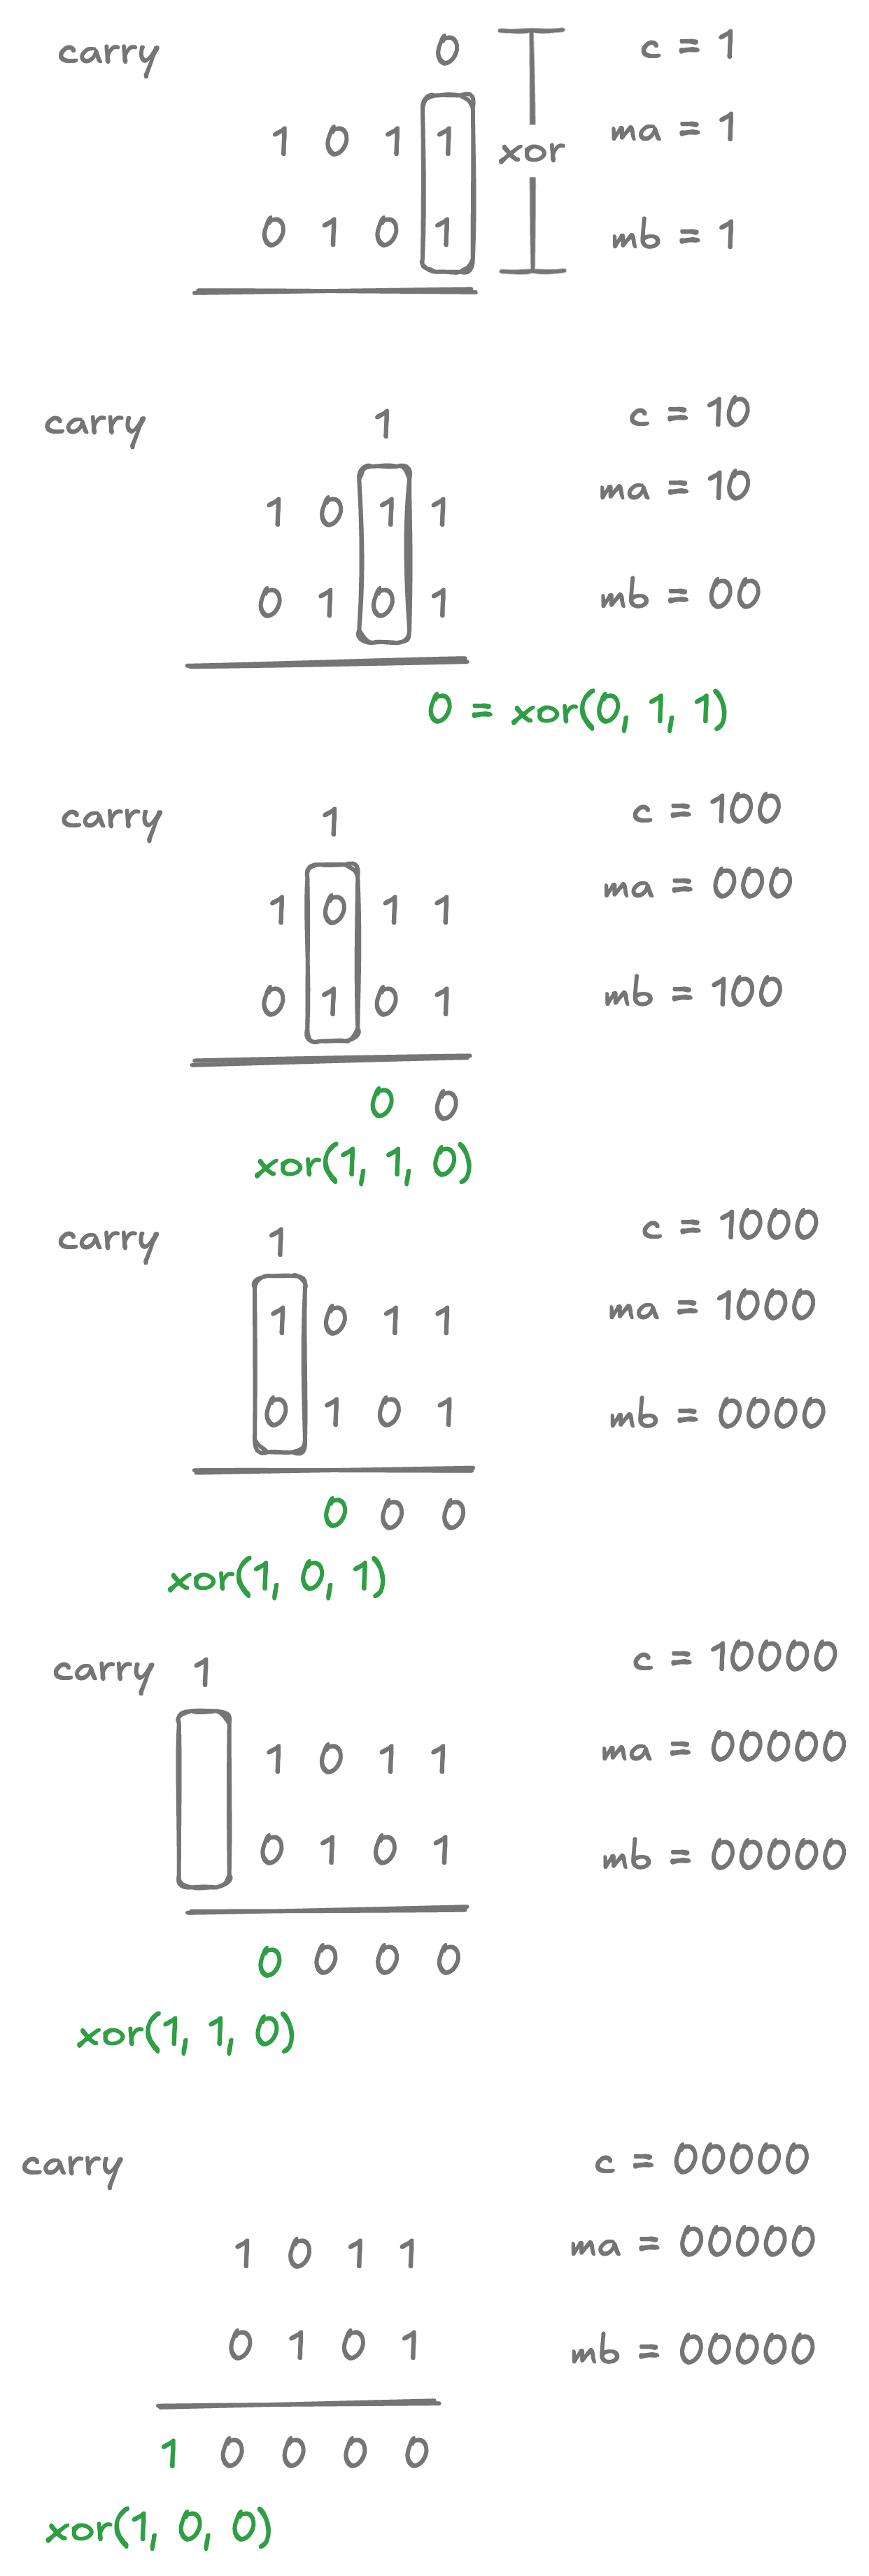 carry 0 c = 1
1 0 1 1 xor ma = 1
0 1 0 1 mb = 1
carry 1 c = 10
1 0 1 1 ma = 10
0 1 0 1 mb = 00
0 = xor(0, 1, 1)
carry 1 c = 100
1 0 1 1 ma = 000
0 1 0 1 mb = 100
0 0
xor(1, 1, 0)
carry 1 c = 1000
1 0 1 1 ma = 1000
0 1 0 1 mb = 0000
0 0 0
xor(1, 0, 1)
carry 1 c = 10000
1 0 1 1 ma = 00000
0 1 0 1 mb = 00000
0 0 0 0
xor(1, 1, 0)
carry c = 00000
1 0 1 1 ma = 00000
0 1 0 1 mb = 00000
1 0 0 0 0
xor(1, 0, 0)